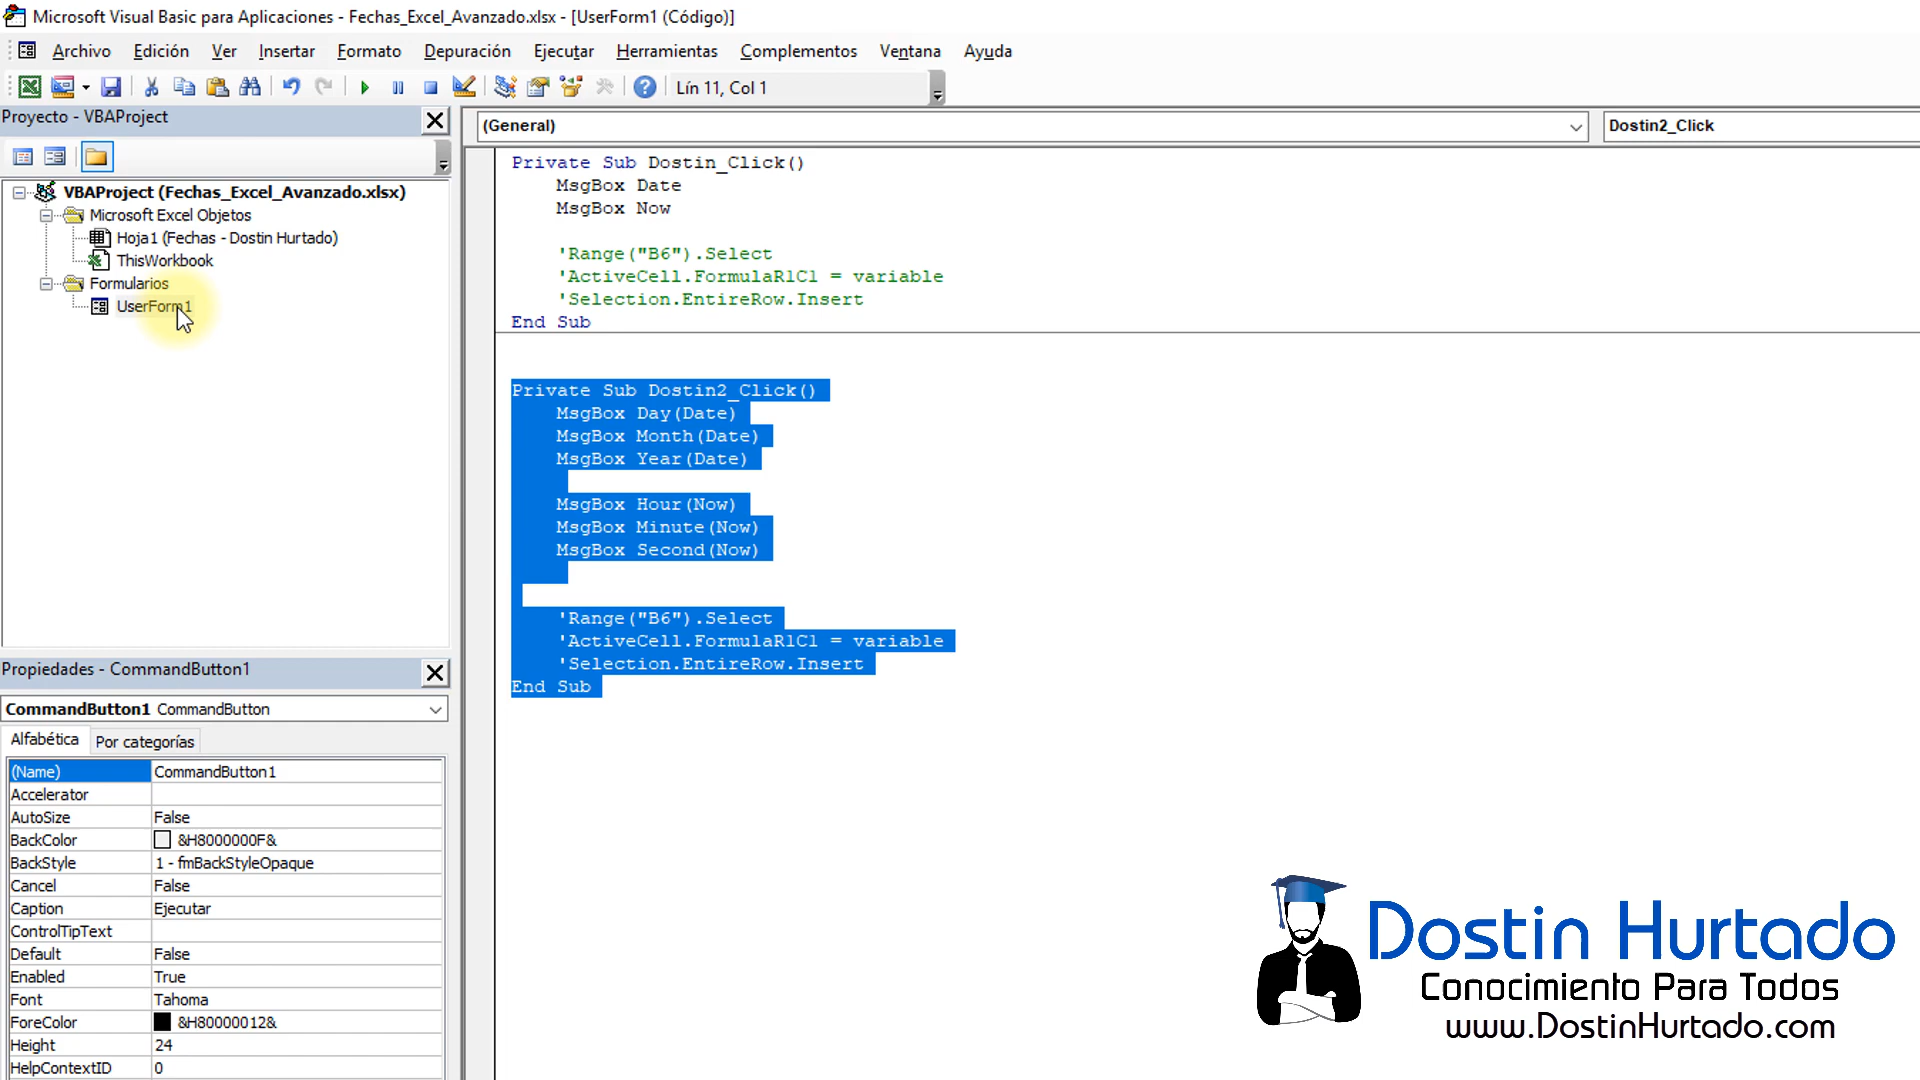 Microsoft Visual Basic para Aplicaciones - Fechas_Excel_Avanzado.xlsx - [UserForm1 (Código)]
Archivo Edición Ver Insertar Formato Depuración Ejecutar Herramientas Complementos Ventana Ayuda
Lín 11, Col 1
Proyecto - VBAProject
VBAProject (Fechas_Excel_Avanzado.xlsx)
Microsoft Excel Objetos
Hoja1 (Fechas - Dostin Hurtado)
ThisWorkbook
Formularios
UserForm1
Propiedades - CommandButton1
CommandButton1 CommandButton
Alfabética Por categorías
(Name) CommandButton1
Accelerator
AutoSize False
BackColor &H8000000F&
BackStyle 1 - fmBackStyleOpaque
Cancel False
Caption Ejecutar
ControlTipText
Default False
Enabled True
Font Tahoma
ForeColor &H80000012&
Height 24
HelpContextID 0
(General) Dostin2_Click
Private Sub Dostin_Click()
MsgBox Date
MsgBox Now
'Range("B6").Select
'ActiveCell.FormulaR1C1 = variable
'Selection.EntireRow.Insert
End Sub
Private Sub Dostin2_Click()
MsgBox Day(Date)
MsgBox Month(Date)
MsgBox Year(Date)
MsgBox Hour(Now)
MsgBox Minute(Now)
MsgBox Second(Now)
'Range("B6").Select
'ActiveCell.FormulaR1C1 = variable
'Selection.EntireRow.Insert
End Sub
Dostin Hurtado
Conocimiento Para Todos
www.DostinHurtado.com